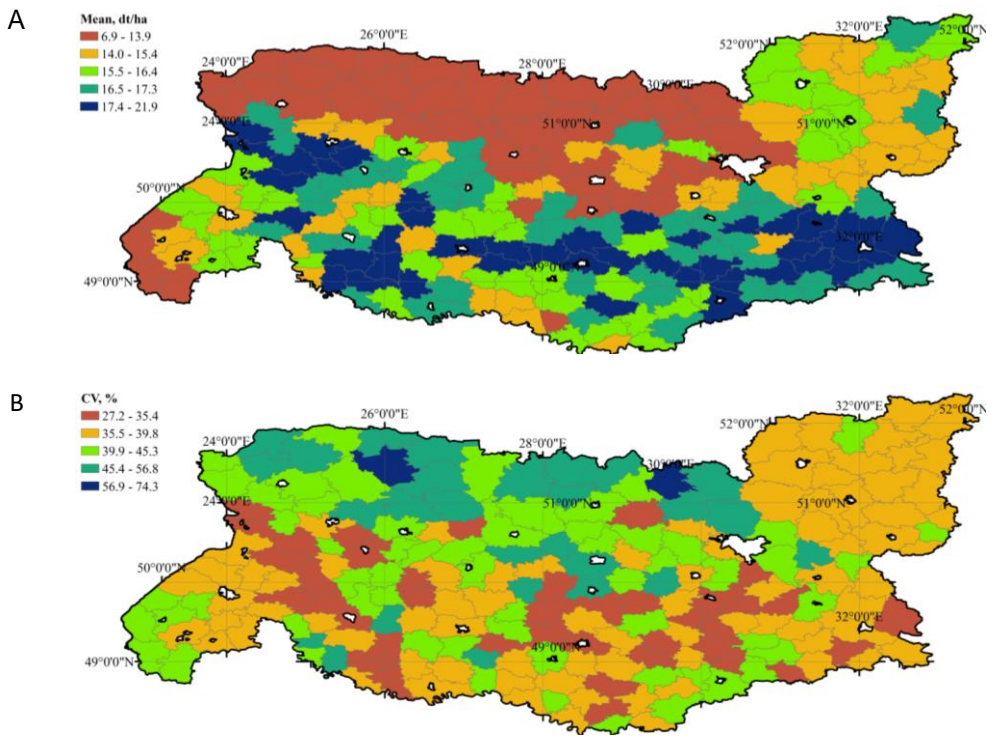 A
Mean, dt/ha
6.9 - 13.9
14.0 - 15.4
15.5 - 16.4
16.5 - 17.3
17.4 - 21.9
24°0'0"E
26°0'0"E
28°0'0"E
30°0'0"E
52°0'0"N
32°0'0"E
52°0'0"N
24°0'0"E
51°0'0"N
51°0'0"N
50°0'0"N
32°0'0"E
49°0'0"N
49°0'0"N
B
CV, %
27.2 - 35.4
35.5 - 39.8
39.9 - 45.3
45.4 - 56.8
56.9 - 74.3
24°0'0"E
26°0'0"E
28°0'0"E
30°0'0"E
52°0'0"N
32°0'0"E
52°0'0"N
24°0'0"E
51°0'0"N
51°0'0"N
50°0'0"N
32°0'0"E
49°0'0"N
49°0'0"N